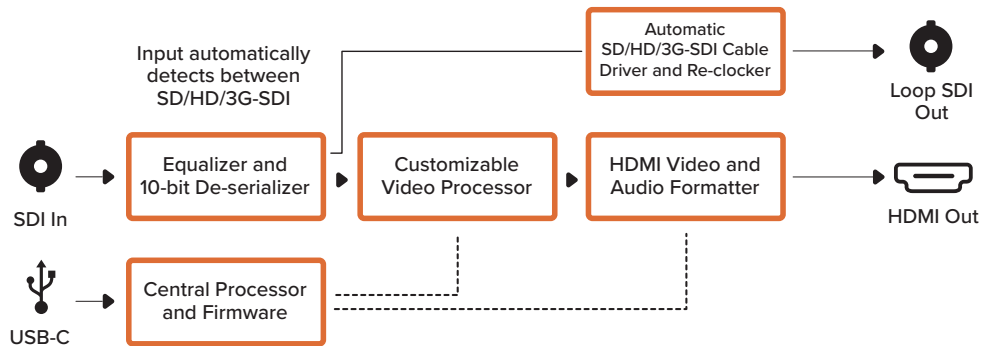 Input automatically
detects between
SD/HD/3G-SDI
Automatic
SD/HD/3G-SDI Cable
Driver and Re-clocker
Loop SDI
Out
SDI In
Equalizer and
10-bit De-serializer
Customizable
Video Processor
HDMI Video and
Audio Formatter
HDMI Out
USB-C
Central Processor
and Firmware